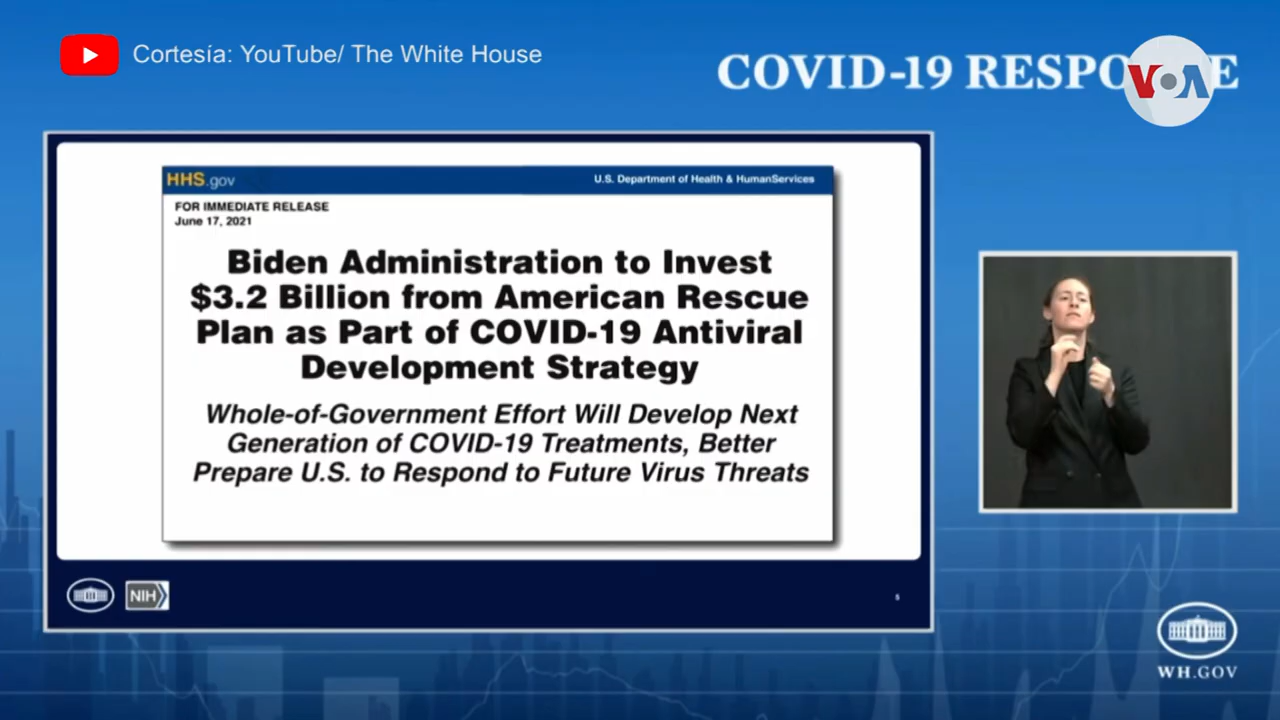 Cortesía: YouTube/ The White House
COVID-19 RESPO
E
VOA
HHS.gov
U.S. Department of Health & HumanServices
FOR IMMEDIATE RELEASE
June 17, 2021
Biden Administration to Invest
$3.2 Billion from American Rescue
Plan as Part of COVID-19 Antiviral
Development Strategy
Whole-of-Government Effort Will Develop Next
Generation of COVID-19 Treatments, Better
Prepare U.S. to Respond to Future Virus Threats
NIH
5
WH.GOV